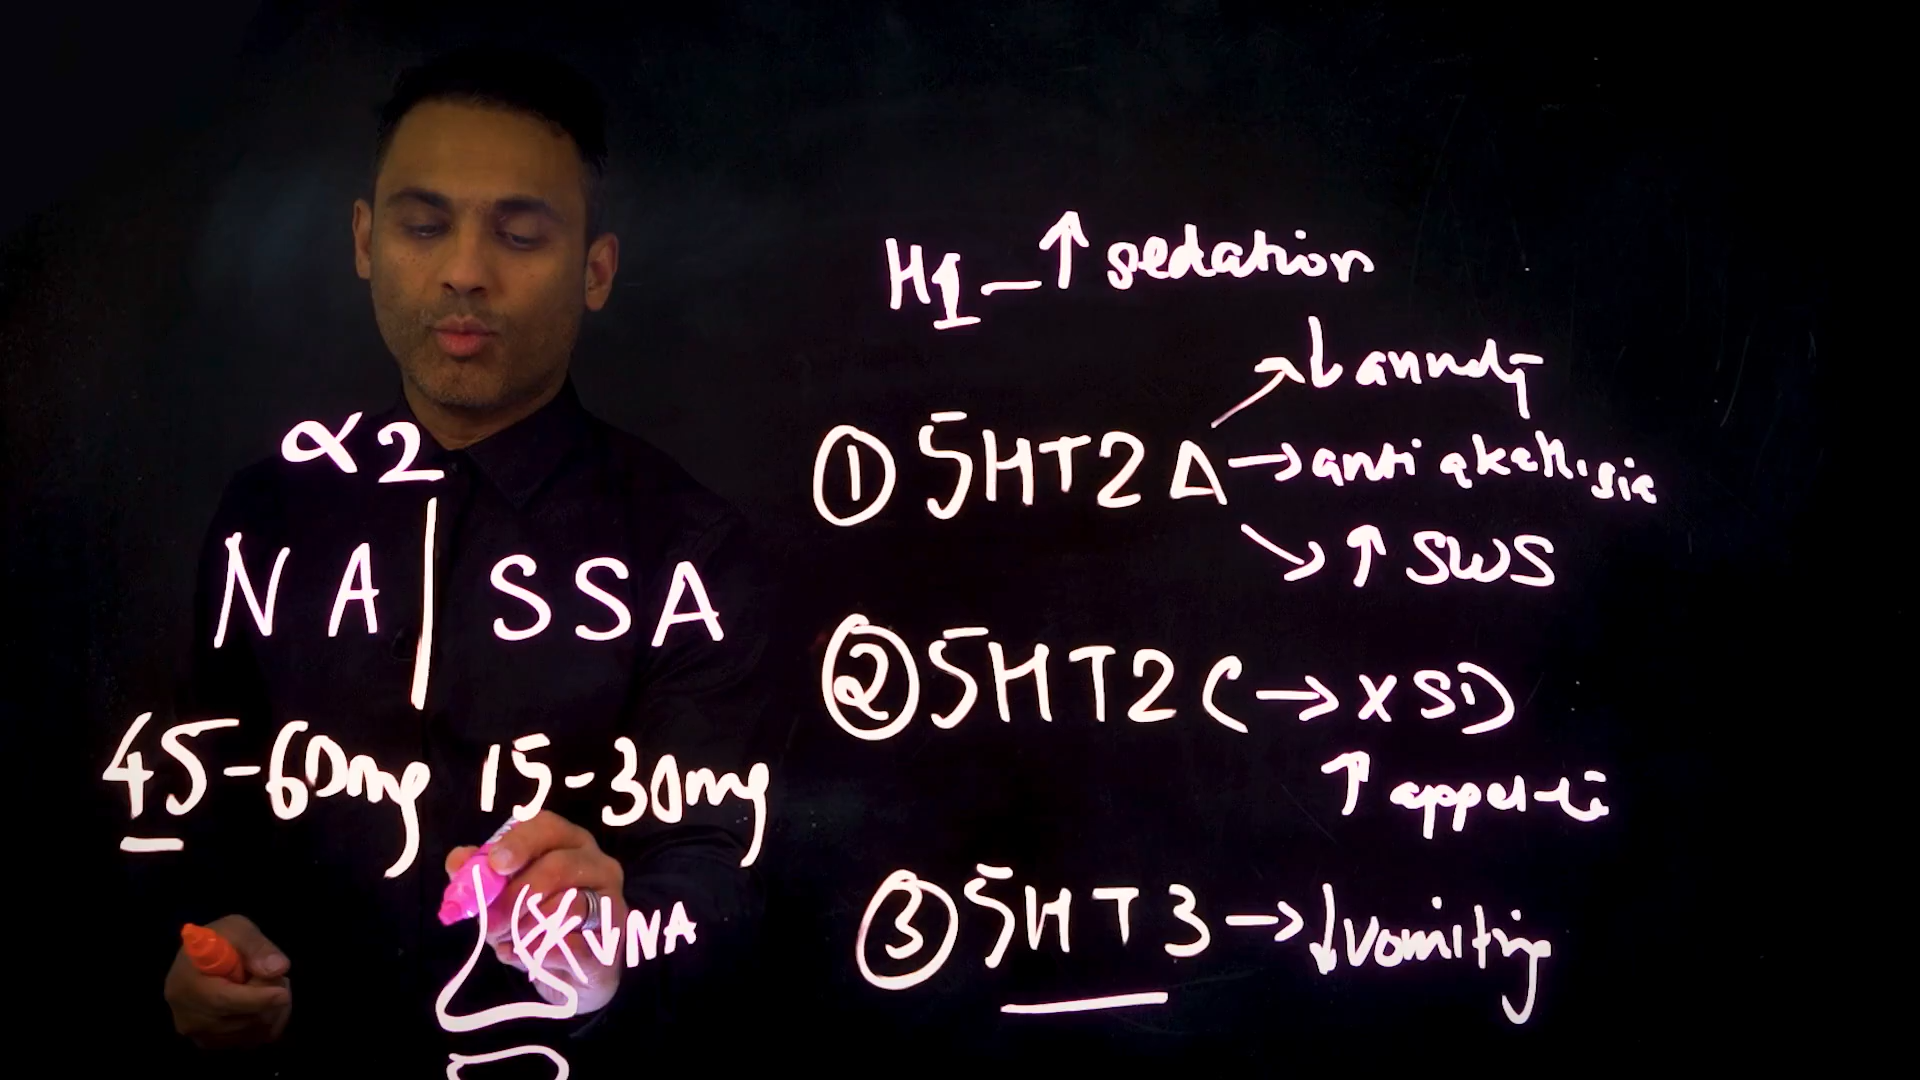 α2
NA | SSA
45-60mg 15-30mg
↓NA
H1 - ↑ sedation
↓
① 5HT2A → anti akathisia
↑ SWS
② 5HT2C → x SD
↑ appetite
③ 5HT3 → ↓ vomiting